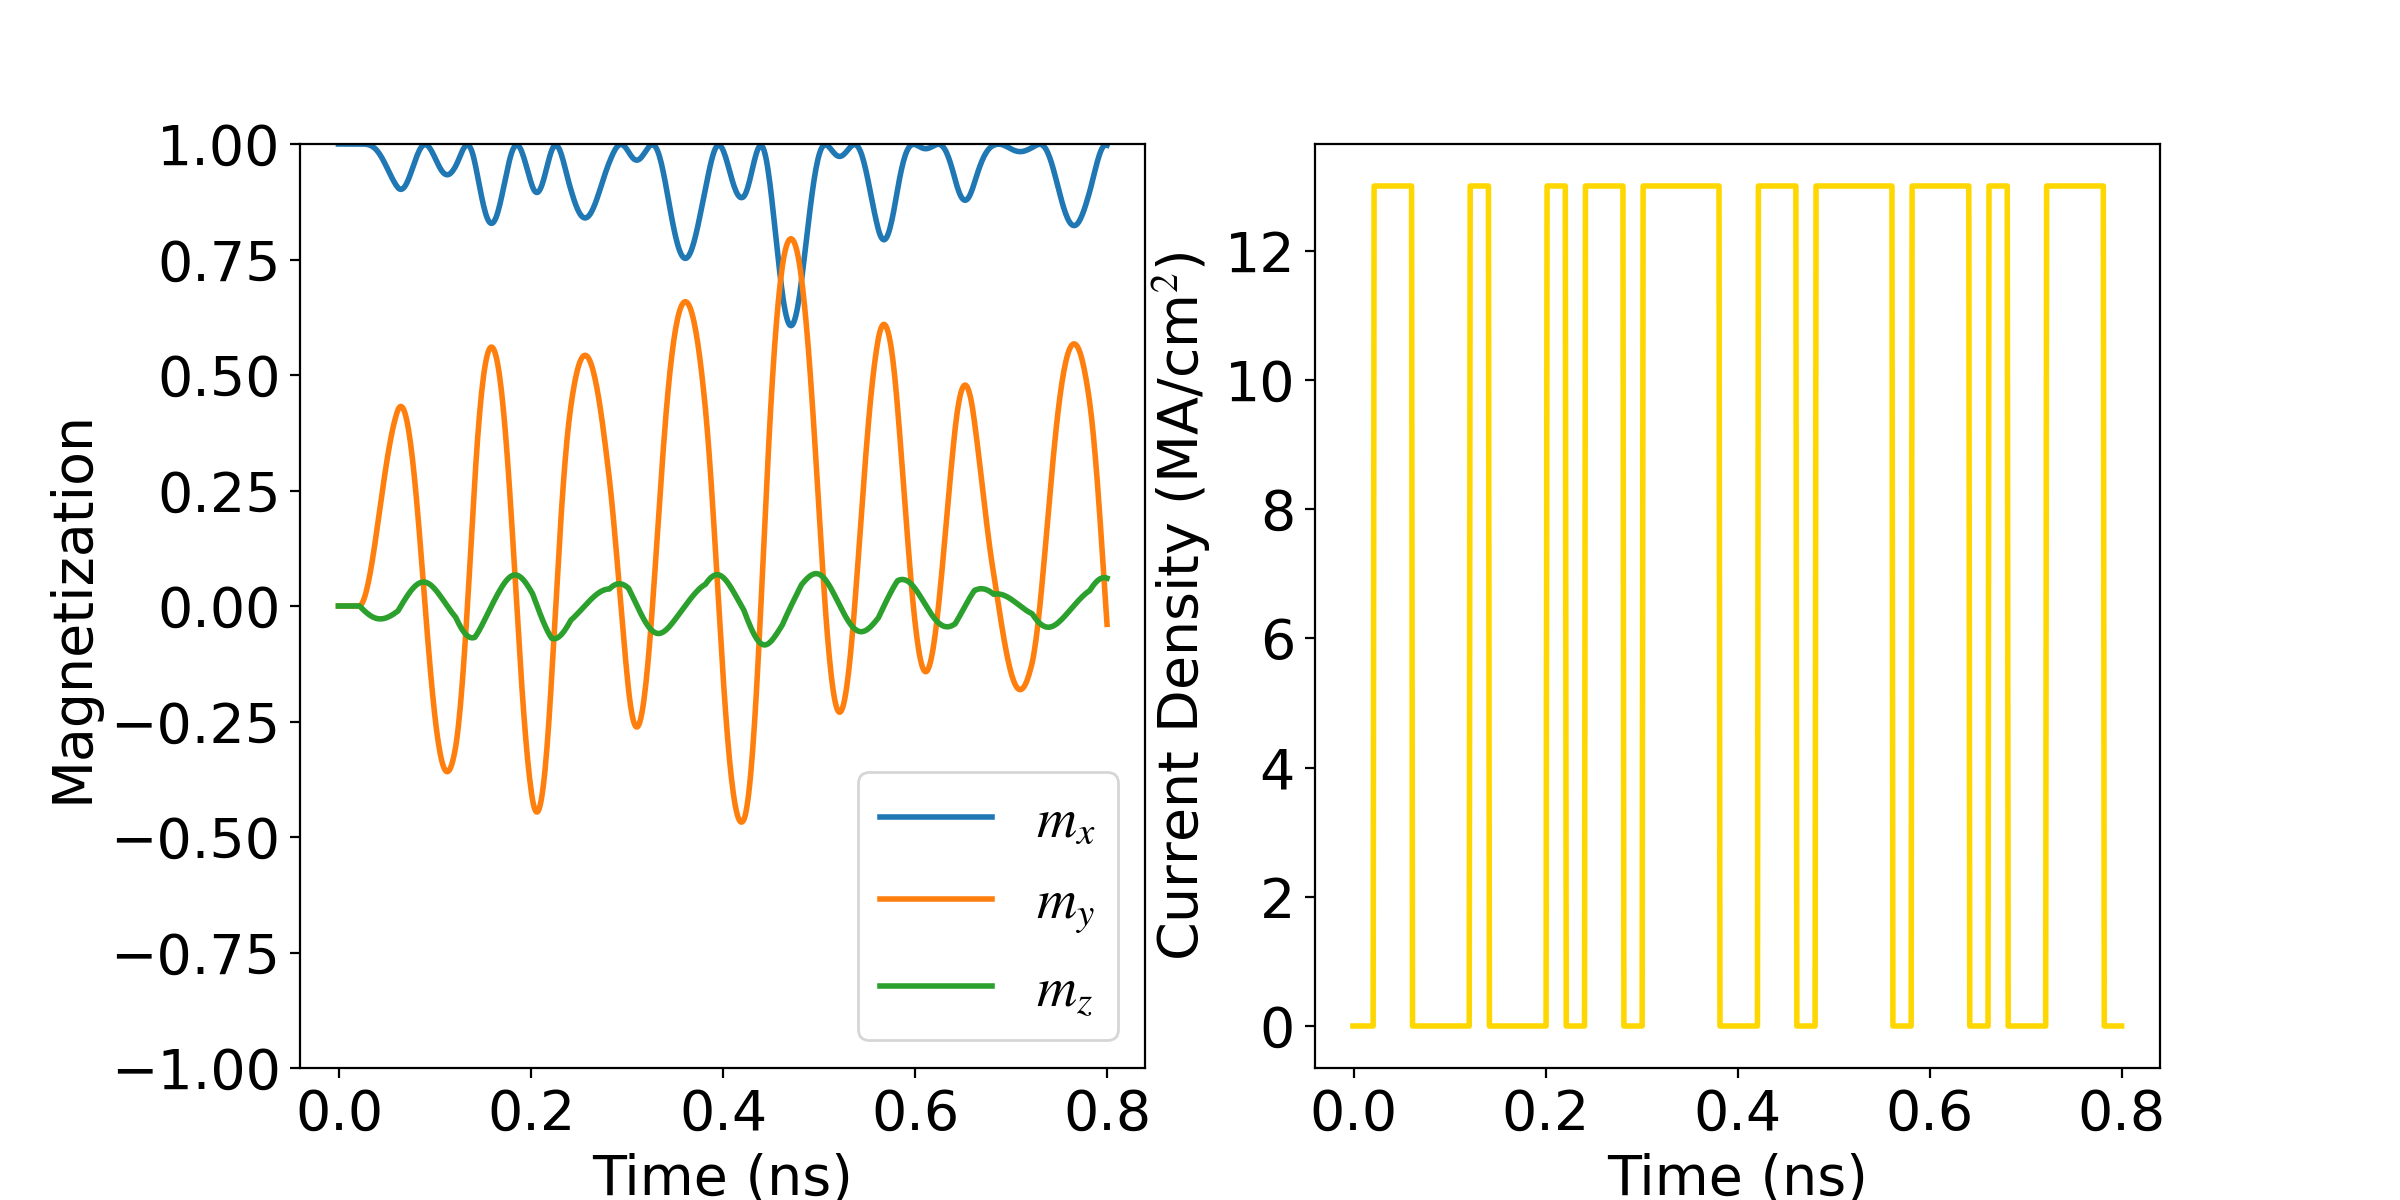 Magnetization
1.00
0.75
0.50
0.25
0.00
−0.25
−0.50
−0.75
−1.00
0.0 0.2 0.4 0.6 0.8
Time (ns)
m_x
m_y
m_z
Current Density (MA/cm²)
12
10
8
6
4
2
0
0.0 0.2 0.4 0.6 0.8
Time (ns)